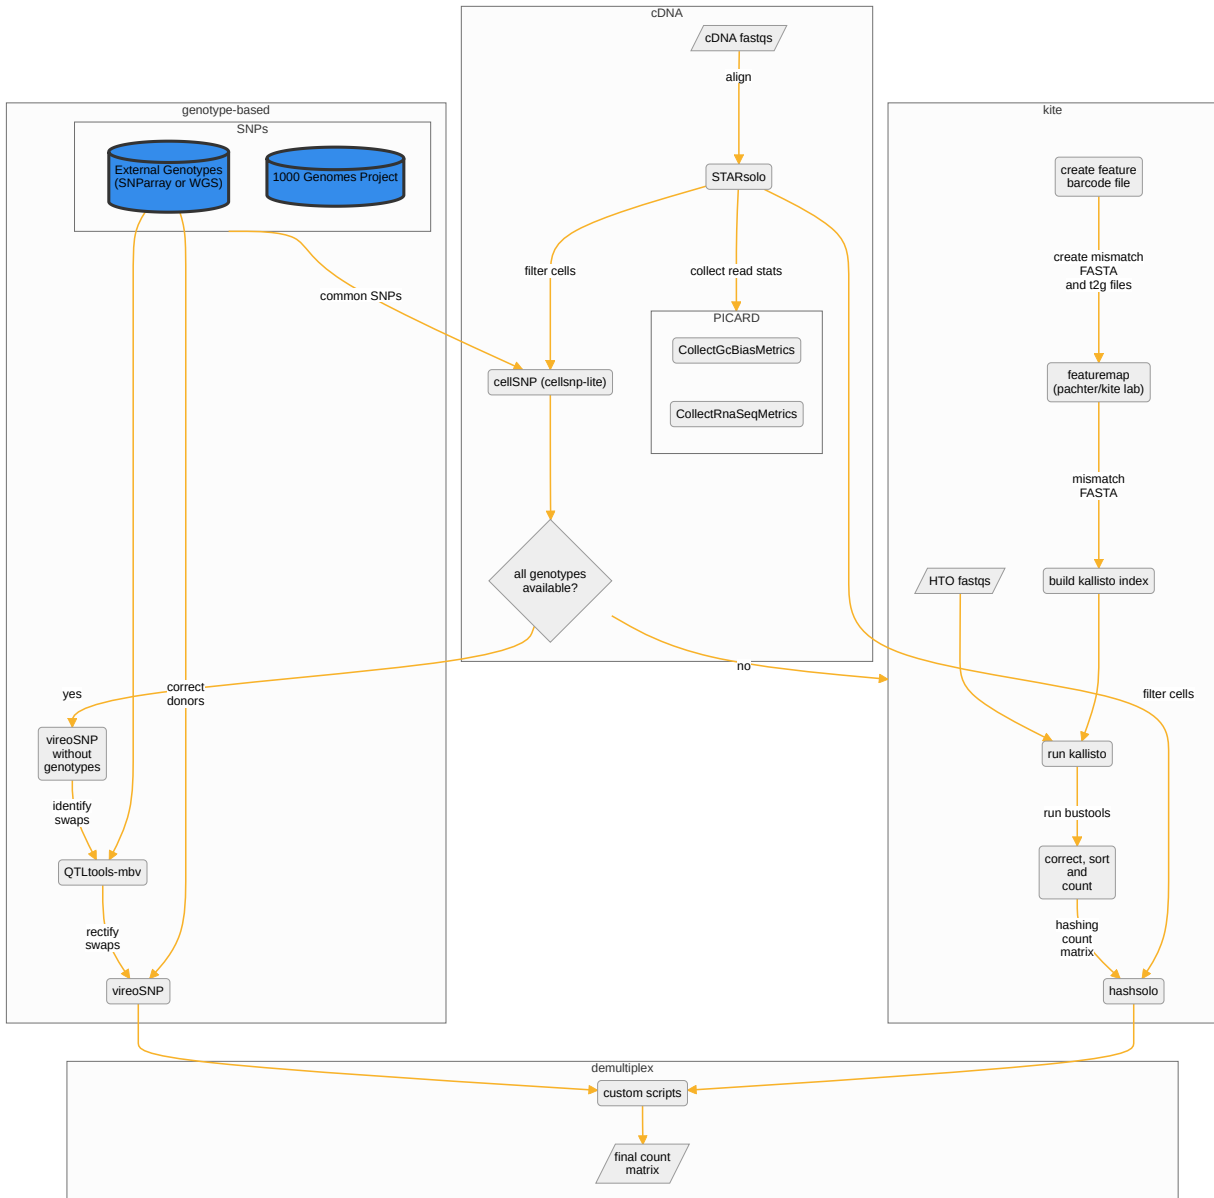 cDNA
cDNA fastqs
align
STARsolo
filter cells
collect read stats
PICARD
CollectGcBiasMetrics
CollectRnaSeqMetrics
cellSNP (cellsnp-lite)
all genotypes
available?
genotype-based
SNPs
External Genotypes
(SNParray or WGS)
1000 Genomes Project
common SNPs
yes
correct
donors
vireoSNP
without
genotypes
identify
swaps
QTLtools-mbv
rectify
swaps
vireoSNP
no
kite
create feature
barcode file
create mismatch
FASTA
and t2g files
featuremap
(pachter/kite lab)
mismatch
FASTA
HTO fastqs
build kallisto index
filter cells
run kallisto
run bustools
correct, sort
and
count
hashing
count
matrix
hashsolo
demultiplex
custom scripts
final count
matrix